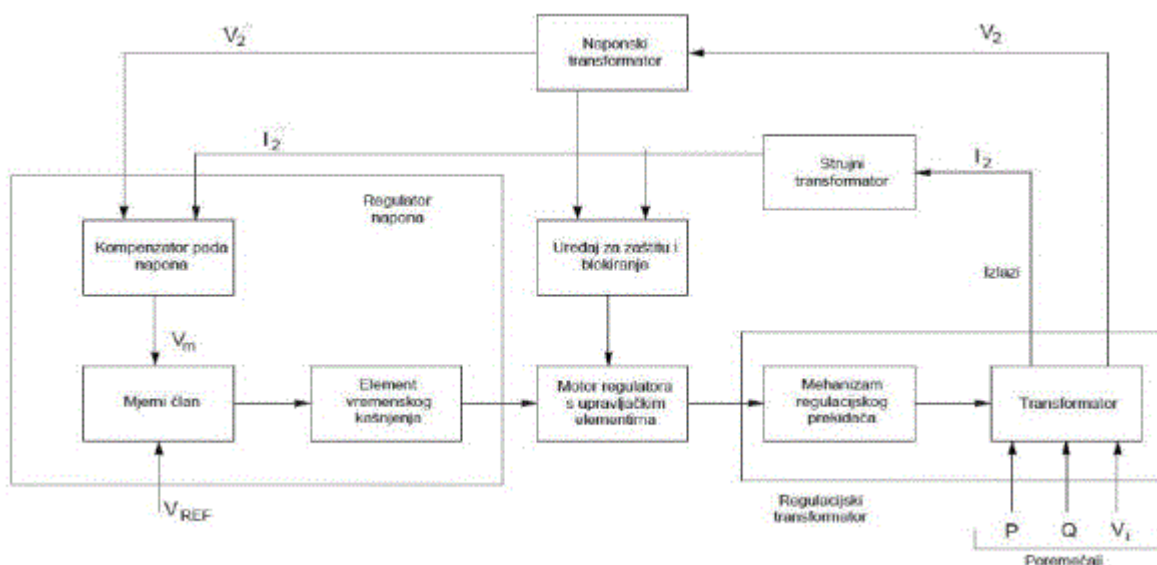 V2''
Naponski
transformator
V2
I2''
Strujni
transformator
I2
Regulator
napona
Kompenzator pada
napona
Uređaj za zaštitu i
blokiranje
Izlazi
Vm
Mjerni član
Element
vremenskog
kašnjenja
Motor regulatora
s upravljačkim
elementima
Mehanizam
regulacijskog
prekidača
Transformator
VREF
Regulacijski
transformator
P
Q
V1
Poremećaji